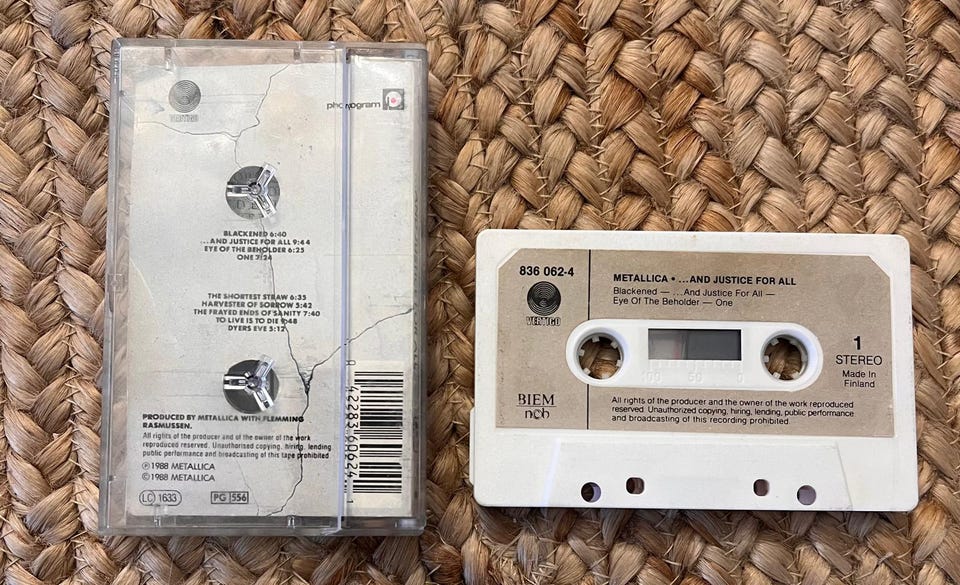 VERTIGO
phonogram
BLACKENED 6:40
...AND JUSTICE FOR ALL 9:44
EYE OF THE BEHOLDER 6:25
ONE 7:24
THE SHORTEST STRAW 6:35
HARVESTER OF SORROW 5:42
THE FRAYED ENDS OF SANITY 7:40
TO LIVE IS TO DIE 9:48
DYERS EVE 5:12
PRODUCED BY METALLICA WITH FLEMMING
RASMUSSEN.
All rights of the producer and of the owner of the work
reproduced reserved. Unauthorised copying, hiring, lending
public performance and broadcasting of this tape prohibited.
℗ 1988 METALLICA
© 1988 METALLICA
LC 1633
PG 556
0 42283 60624 1
836 062-4
VERTIGO
METALLICA • ...AND JUSTICE FOR ALL
Blackened — ...And Justice For All —
Eye Of The Beholder — One
100 50 0
1
STEREO
Made In
Finland
BIEM
ncb
All rights of the producer and the owner of the work reproduced
reserved. Unauthorized copying, hiring, lending, public performance
and broadcasting of this recording prohibited.